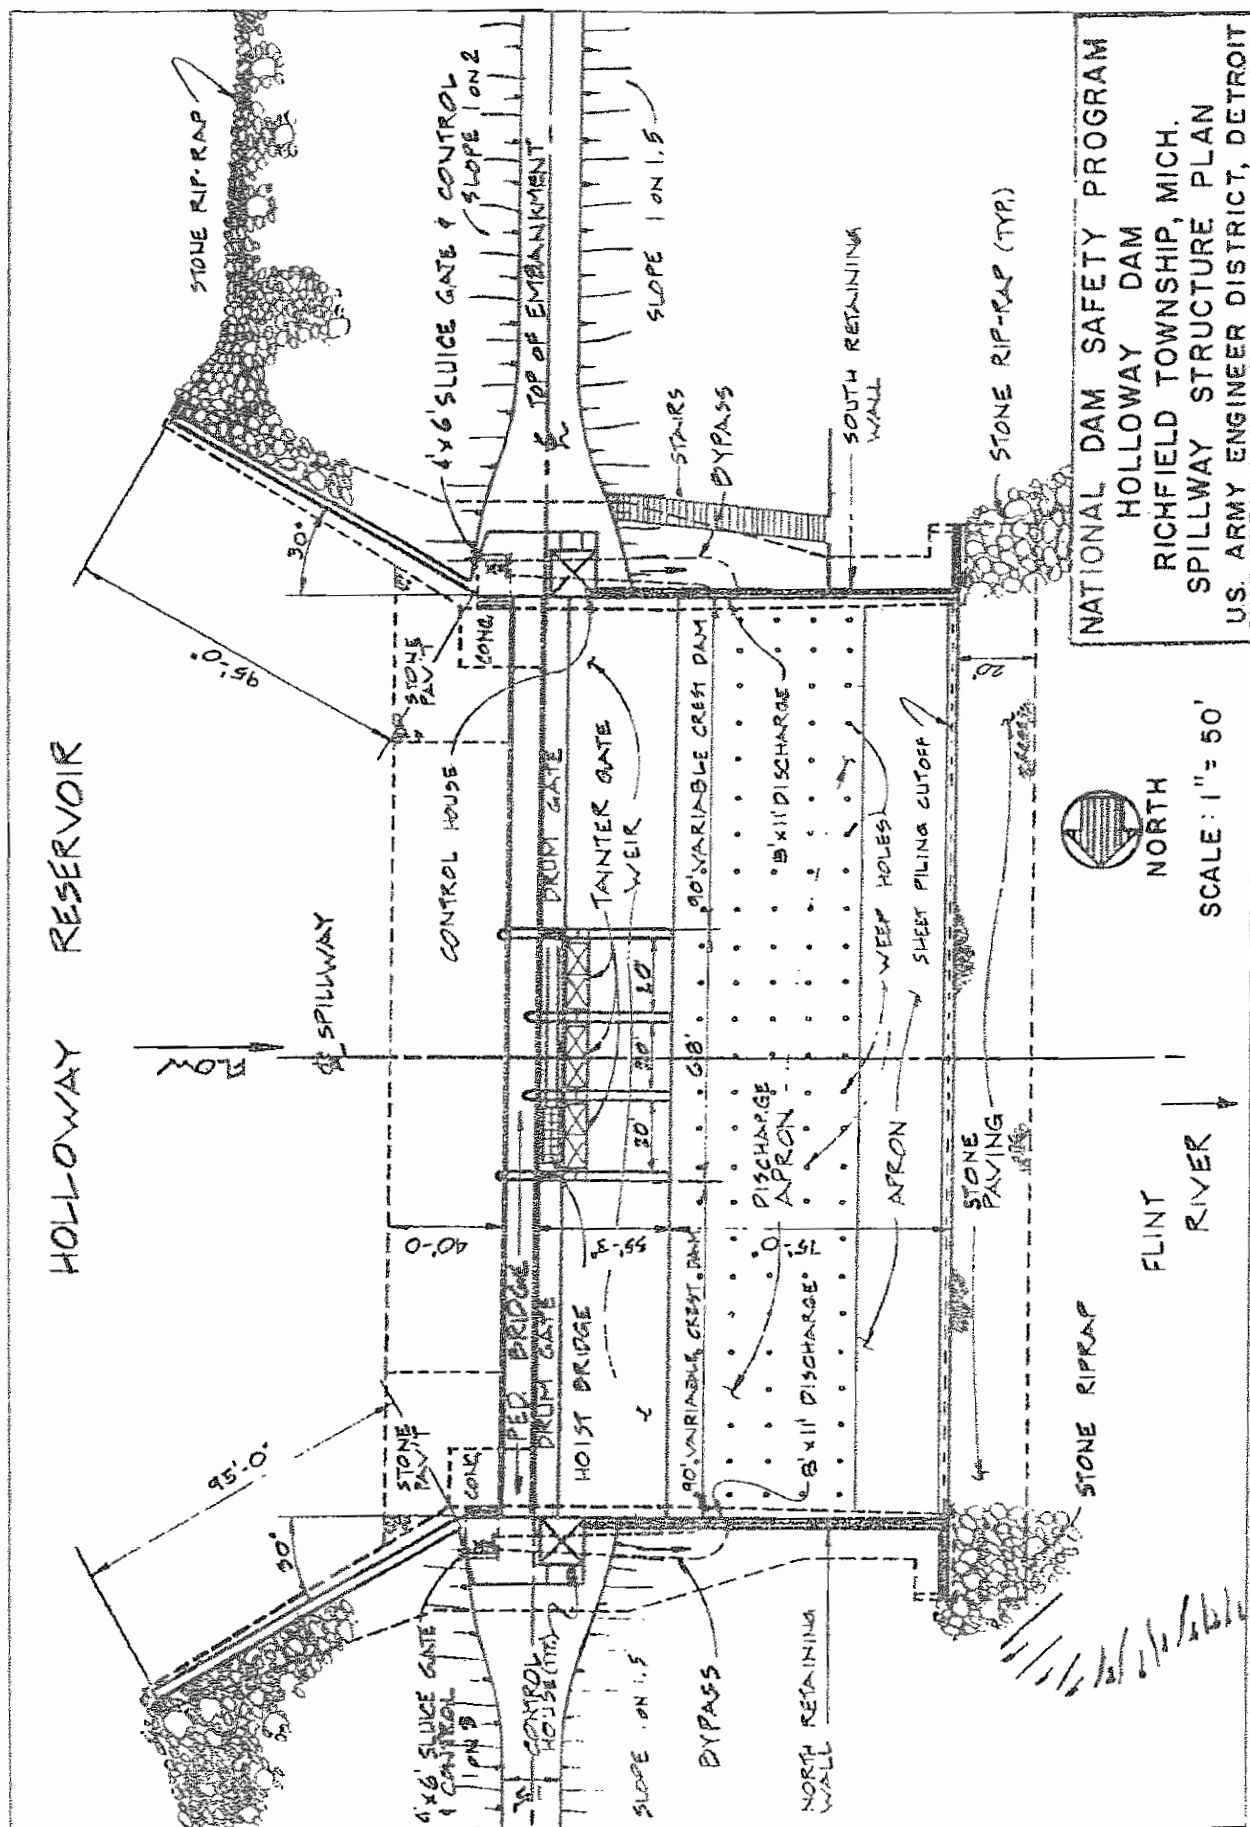 HOLLOWAY RESERVOIR
STONE RIP-RAP
FLOW
℄ SPILLWAY
95'-0"
95'-0"
30°
30°
STONE
PAV'T
STONE
PAV'T
CONC.
CONC.
4'x6' SLUICE GATE & CONTROL
SLOPE 1 ON 2
TOP OF EMBANKMENT
SLOPE 1 ON 1.5
4'x6' SLUICE GATE
& CONTROL
CONTROL
HOUSE (TYP.)
SLOPE 1 ON 1.5
CONTROL HOUSE
40'-0
PED. BRIDGE
DRUM GATE
DRUM GATE
HOIST BRIDGE
TAINTER GATE
WEIR
20'
20'
20'
55'-3"
STAIRS
BYPASS
BYPASS
90' VARIABLE CREST DAM
68'
90' VARIABLE CREST DAM
8'x11' DISCHARGE
8'x11' DISCHARGE
DISCHARGE
APRON
75'-0
WEEP HOLES
APRON
SHEET PILING CUTOFF
SOUTH RETAINING
WALL
NORTH RETAINING
WALL
STONE RIP-RAP (TYP.)
20'
STONE
PAVING
STONE RIPRAP
FLINT
RIVER
NORTH
SCALE: 1" = 50'
NATIONAL DAM SAFETY PROGRAM
HOLLOWAY DAM
RICHFIELD TOWNSHIP, MICH.
SPILLWAY STRUCTURE PLAN
U.S. ARMY ENGINEER DISTRICT, DETROIT